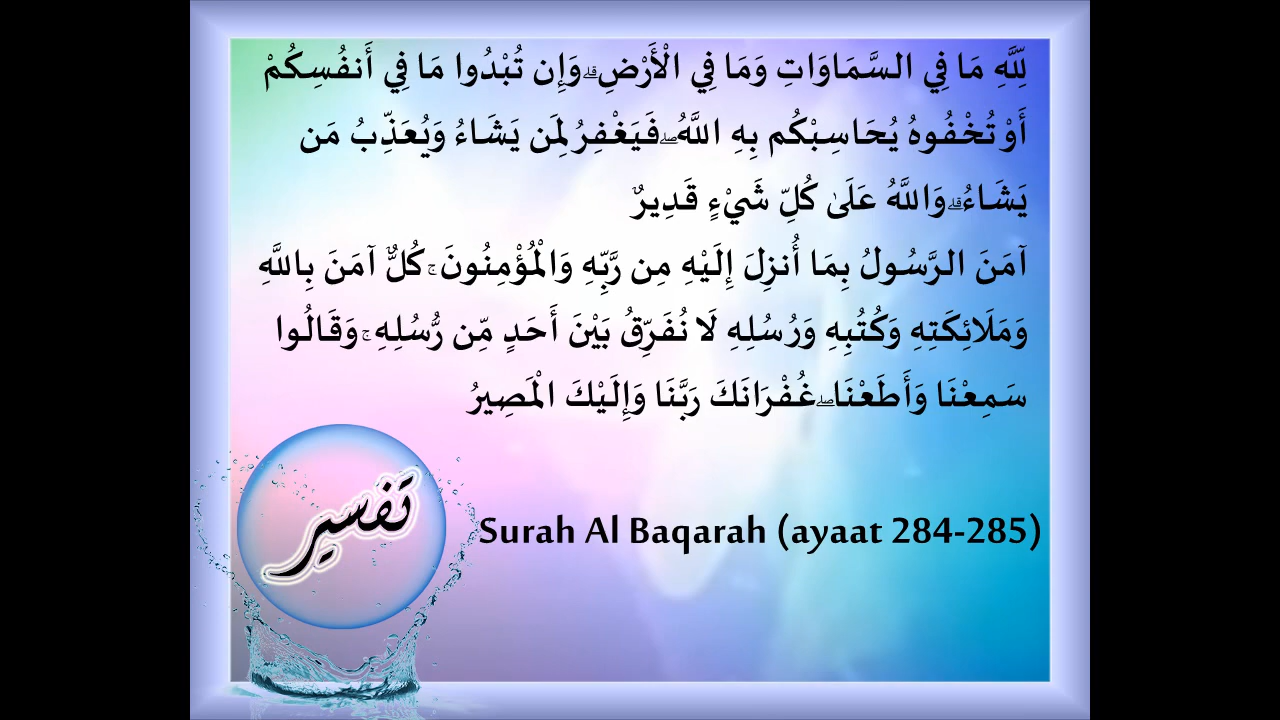 لِّلَّهِ مَا فِي السَّمَاوَاتِ وَمَا فِي الْأَرْضِ ۗ وَإِن تُبْدُوا مَا فِي أَنفُسِكُمْ
أَوْ تُخْفُوهُ يُحَاسِبْكُم بِهِ اللَّهُ ۖ فَيَغْفِرُ لِمَن يَشَاءُ وَيُعَذِّبُ مَن
يَشَاءُ ۗ وَاللَّهُ عَلَىٰ كُلِّ شَيْءٍ قَدِيرٌ
آمَنَ الرَّسُولُ بِمَا أُنزِلَ إِلَيْهِ مِن رَّبِّهِ وَالْمُؤْمِنُونَ ۚ كُلٌّ آمَنَ بِاللَّهِ
وَمَلَائِكَتِهِ وَكُتُبِهِ وَرُسُلِهِ لَا نُفَرِّقُ بَيْنَ أَحَدٍ مِّن رُّسُلِهِ ۚ وَقَالُوا
سَمِعْنَا وَأَطَعْنَا ۖ غُفْرَانَكَ رَبَّنَا وَإِلَيْكَ الْمَصِيرُ
تفسير
Surah Al Baqarah (ayaat 284-285)